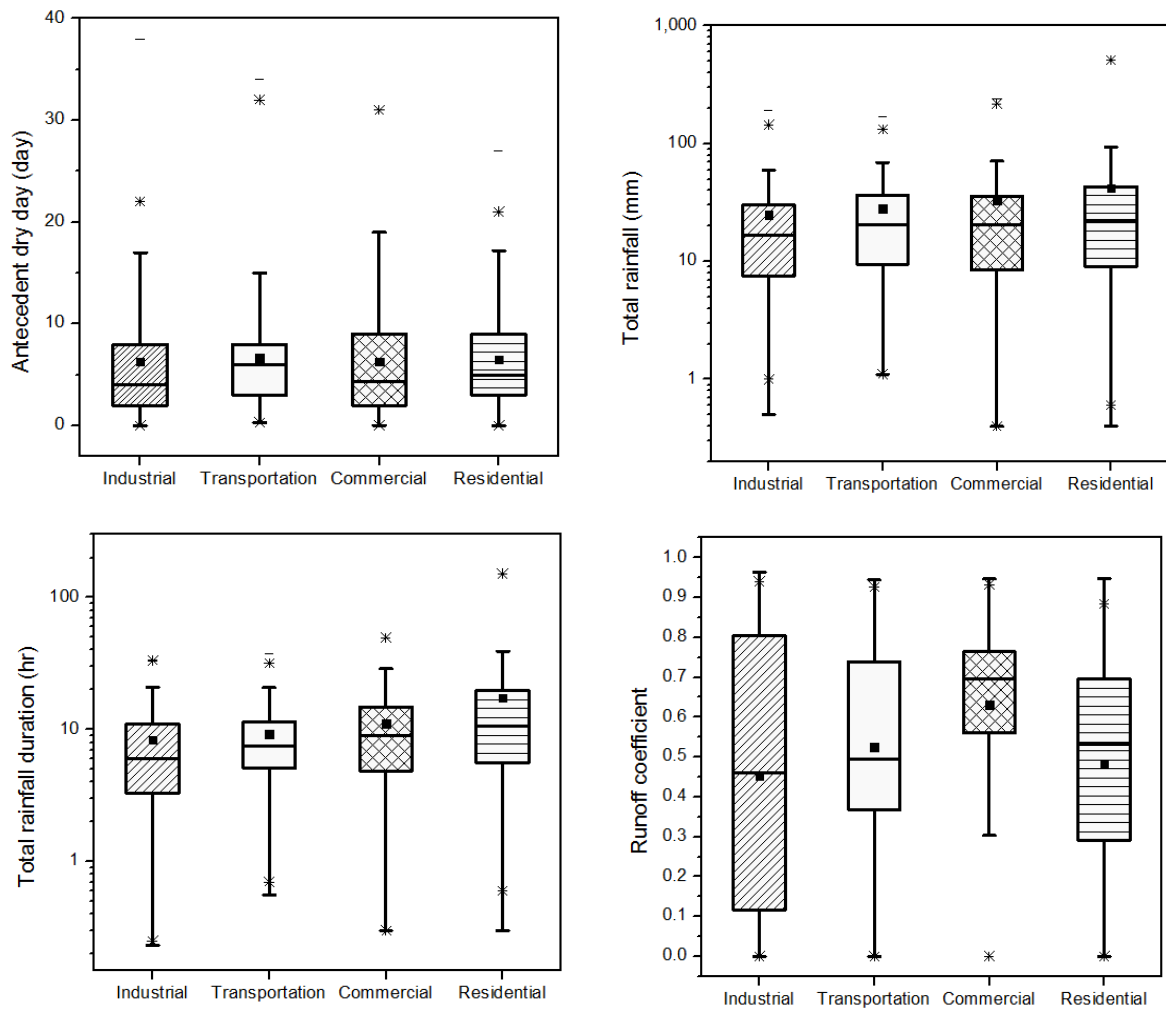 Antecedent dry day (day)
40
30
20
10
0
Industrial Transportation Commercial Residential
Total rainfall (mm)
1,000
100
10
1
Industrial Transportation Commercial Residential
Total rainfall duration (hr)
100
10
1
Industrial Transportation Commercial Residential
Runoff coefficient
1.0
0.9
0.8
0.7
0.6
0.5
0.4
0.3
0.2
0.1
0.0
Industrial Transportation Commercial Residential